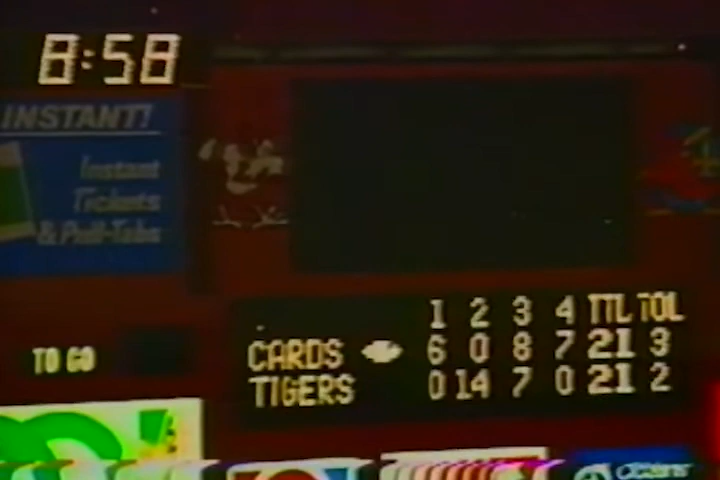 8:58
INSTANT!
Instant
Tickets
& Pull-Tabs
1 2 3 4 TTL TOL
CARDS 6 0 8 7 21 3
TIGERS 0 14 7 0 21 2
TO GO